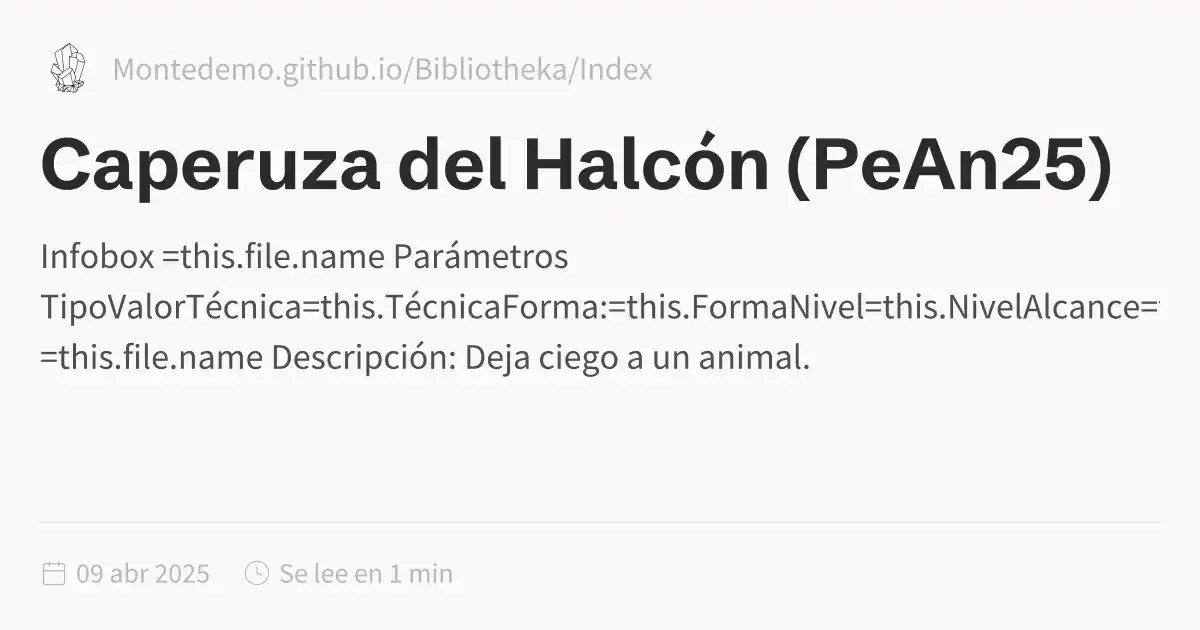 Montedemo.github.io/Bibliotheka/Index
Caperuza del Halcón (PeAn25)
Infobox =this.file.name Parámetros
TipoValorTécnica=this.TécnicaForma:=this.FormaNivel=this.NivelAlcance=
=this.file.name Descripción: Deja ciego a un animal.
09 abr 2025
Se lee en 1 min